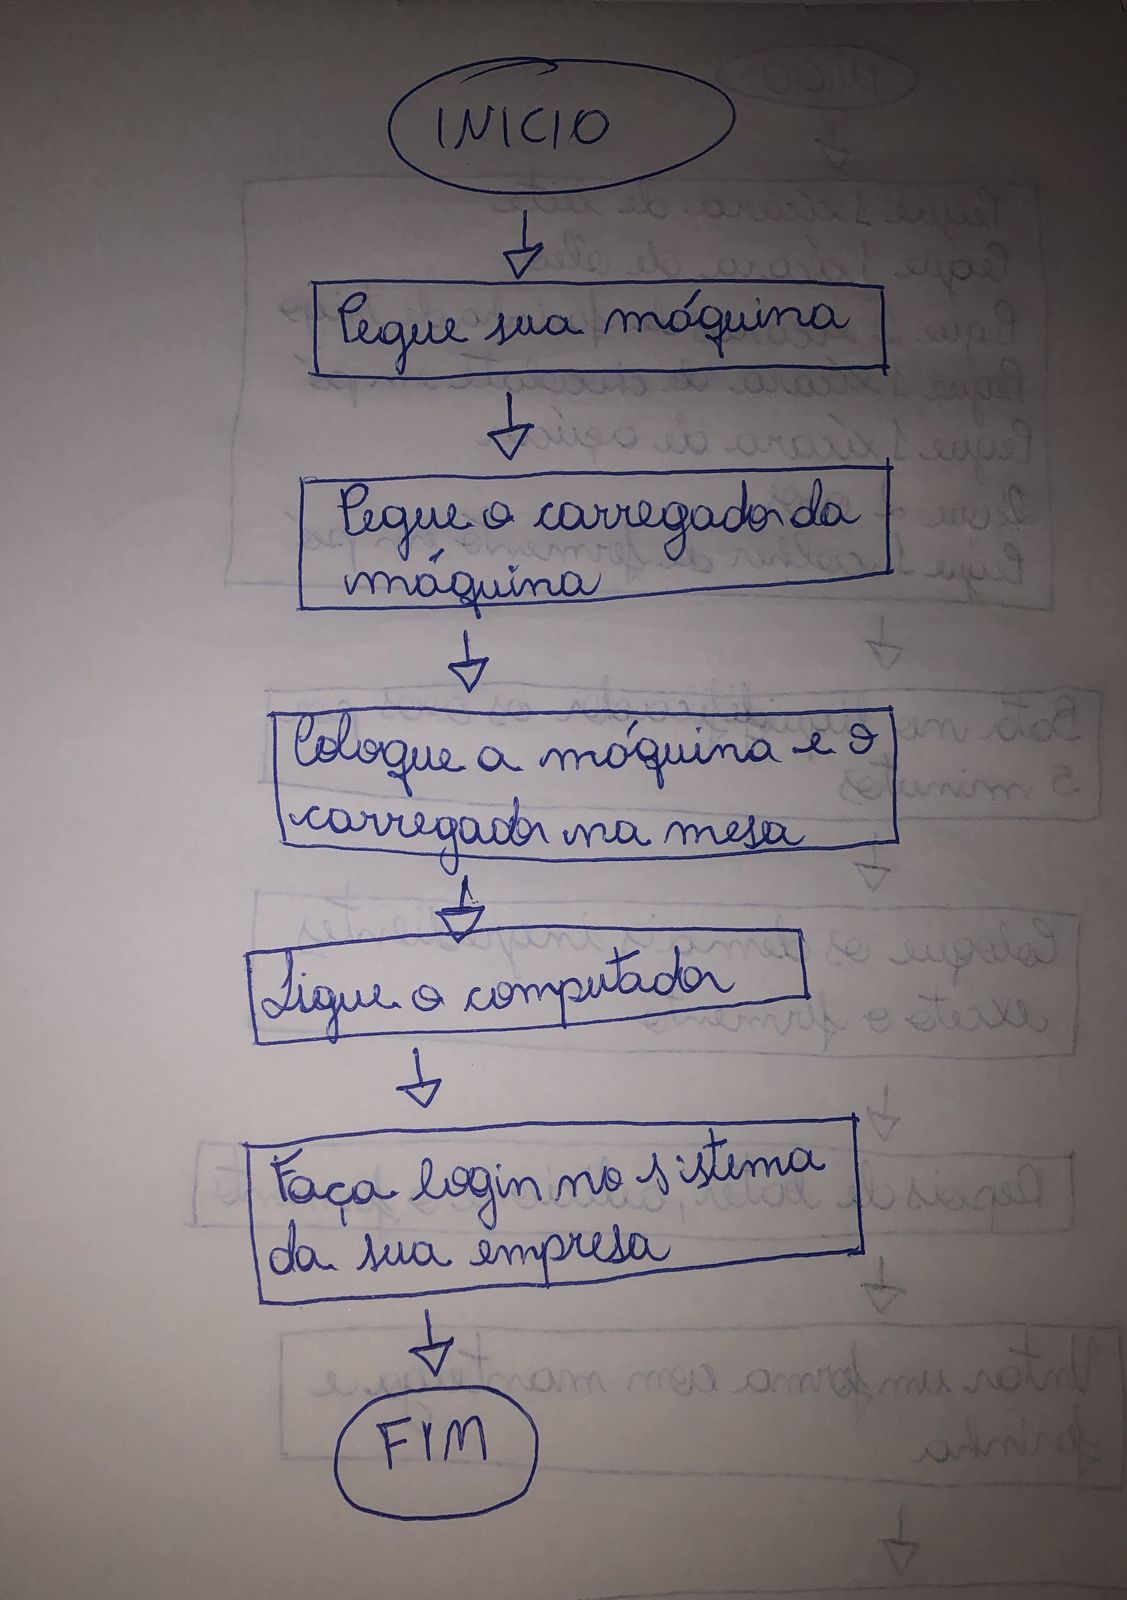 INICIO
Pegue sua máquina
Pegue o carregador da
máquina
Coloque a máquina e o
carregador na mesa
Ligue o computador
Faça login no sistema
da sua empresa
FIM